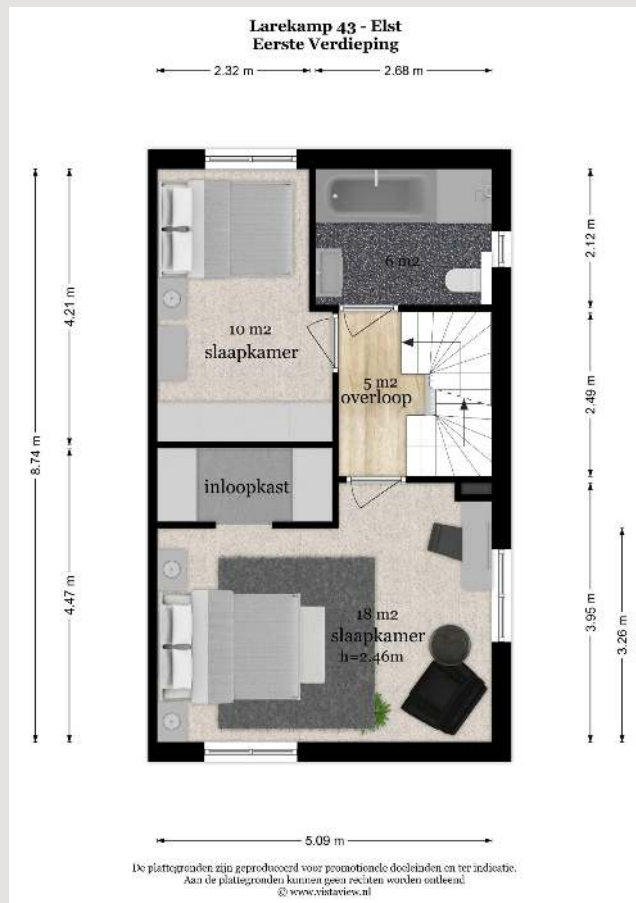 Larekamp 43 - Elst
Eerste Verdieping
2.32 m
2.68 m
8.74 m
4.21 m
4.47 m
2.12 m
2.49 m
3.95 m
3.26 m
6 m2
10 m2
slaapkamer
5 m2
overloop
inloopkast
18 m2
slaapkamer
h=2.46m
5.09 m
De plattegronden zijn geproduceerd voor promotionele doeleinden en ter indicatie.
Aan de plattegronden kunnen geen rechten worden ontleend
© www.vistaview.nl